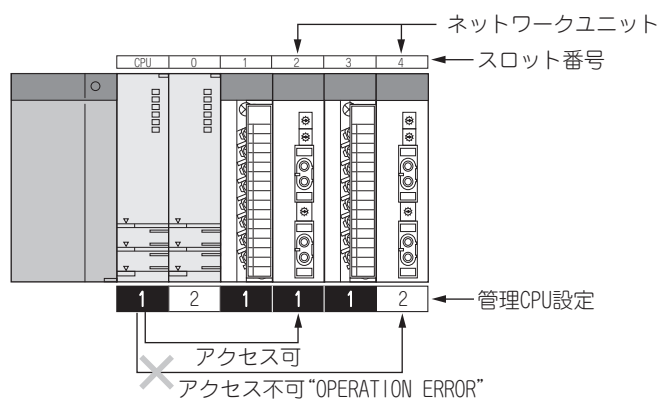 ネットワークユニット
CPU 0 1 2 3 4 スロット番号
1 2 1 1 1 2 管理CPU設定
アクセス可
アクセス不可“OPERATION ERROR”